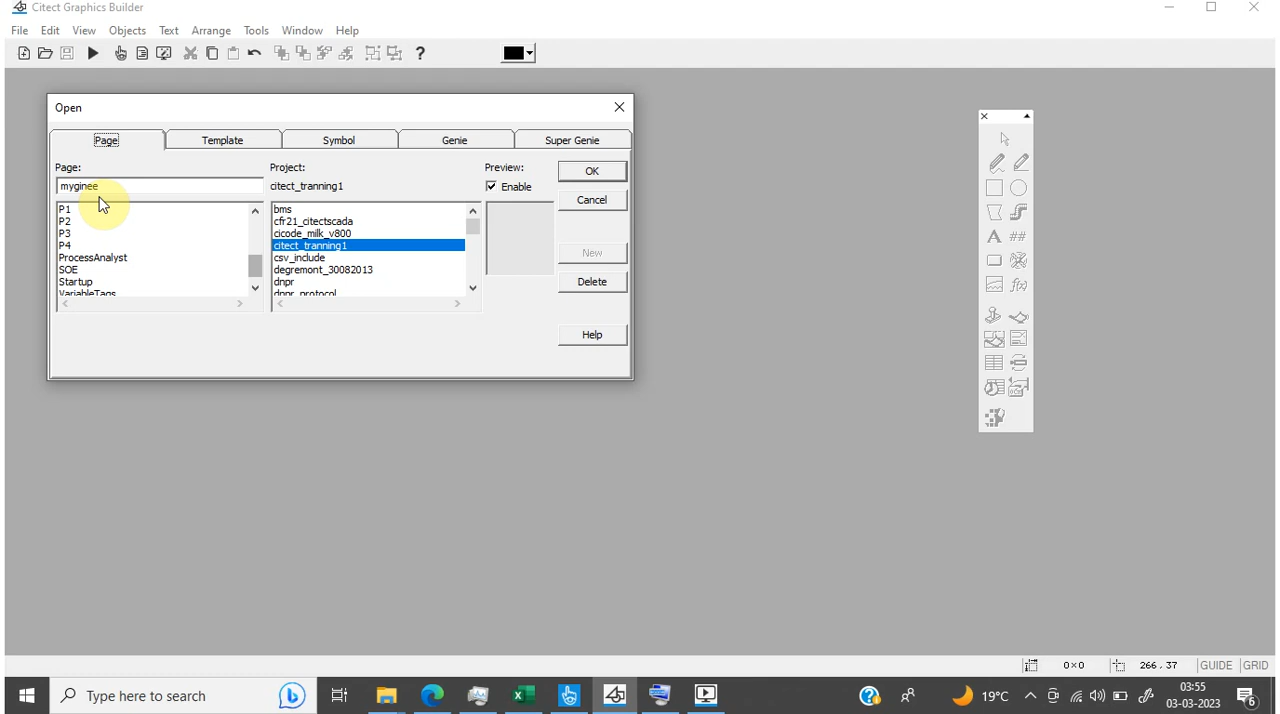 Citect Graphics Builder
File Edit View Objects Text Arrange Tools Window Help
Open
Page Template Symbol Genie Super Genie
Page: Project: Preview:
myginee citect_tranning1 Enable
OK
Cancel
New
Delete
Help
P1
P2
P3
P4
ProcessAnalyst
SOE
Startup
VariableTags
bms
cfr21_citectscada
cicode_milk_v800
citect_tranning1
csv_include
degremont_30082013
dnpr
dnpr_protocol
A ##
f(x)
0×0 266 , 37 GUIDE GRID
Type here to search
19°C
03:55
03-03-2023
6